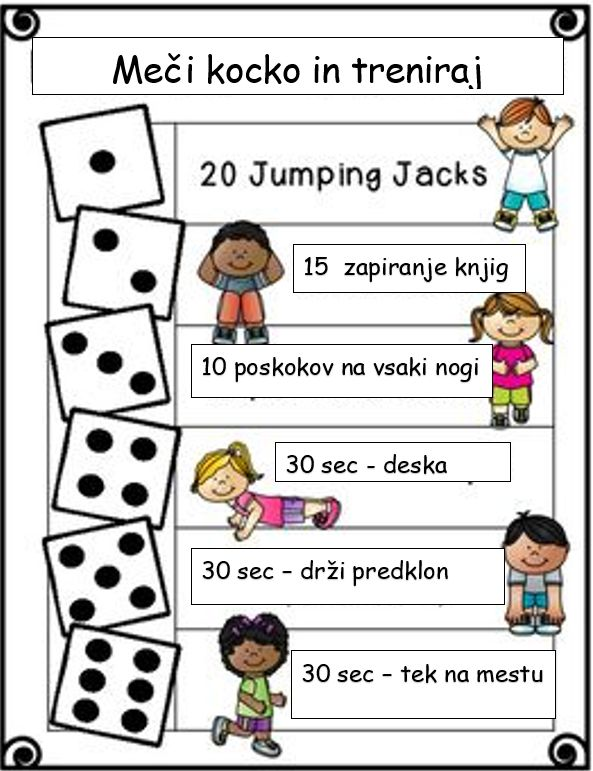 Meči kocko in treniraj
20 Jumping Jacks
15 zapiranje knjig
10 poskokov na vsaki nogi
30 sec - deska
30 sec – drži predklon
30 sec – tek na mestu